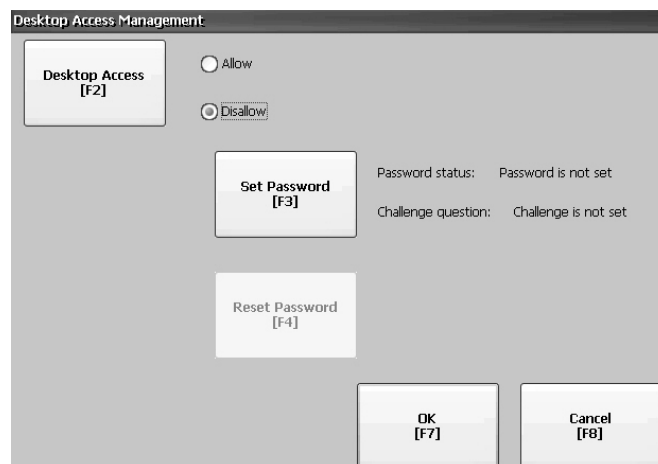 Desktop Access Management
Desktop Access
[F2]
Allow
Disallow
Set Password
[F3]
Password status: Password is not set
Challenge question: Challenge is not set
Reset Password
[F4]
OK
[F7]
Cancel
[F8]